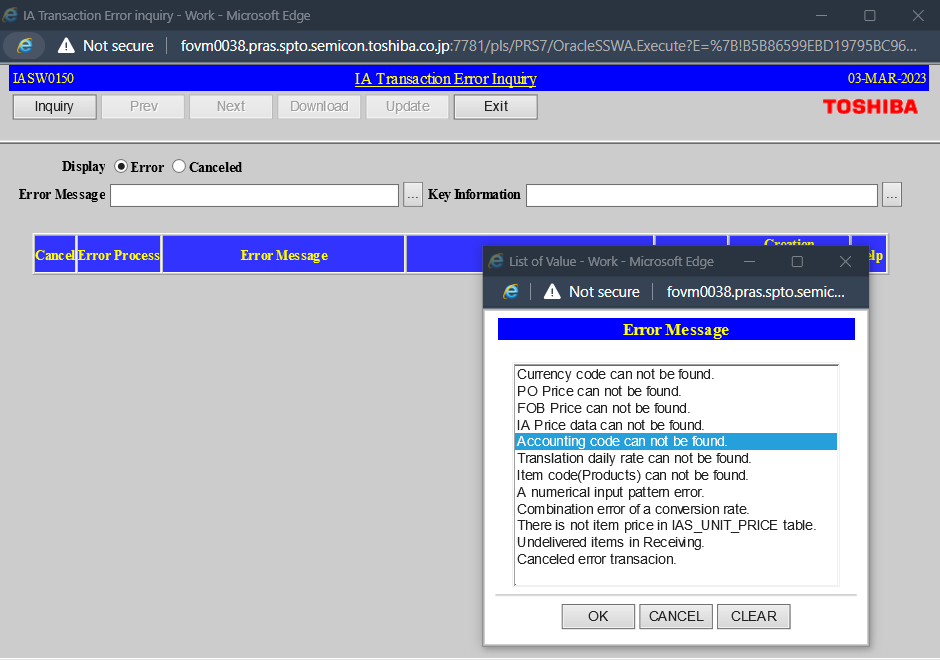 IA Transaction Error inquiry - Work - Microsoft Edge
Not secure
fovm0038.pras.spto.semicon.toshiba.co.jp:7781/pls/PRS7/OracleSSWA.Execute?E=%7B!B5B86599EBD19795BC96...
IASW0150 IA Transaction Error Inquiry 03-MAR-2023
Inquiry Prev Next Download Update Exit TOSHIBA
Display Error Canceled
Error Message ... Key Information ...
Cancel Error Process Error Message Creation
List of Value - Work - Microsoft Edge
Not secure fovm0038.pras.spto.semic...
Error Message
Currency code can not be found.
PO Price can not be found.
FOB Price can not be found.
IA Price data can not be found.
Accounting code can not be found.
Translation daily rate can not be found.
Item code(Products) can not be found.
A numerical input pattern error.
Combination error of a conversion rate.
There is not item price in IAS_UNIT_PRICE table.
Undelivered items in Receiving.
Canceled error transacion.
OK CANCEL CLEAR